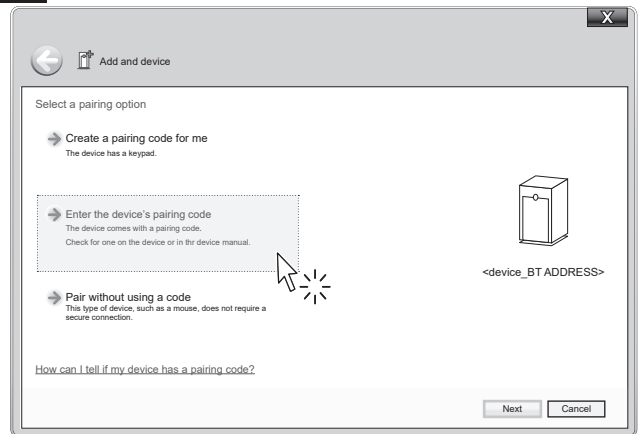 X
Add and device
Select a pairing option
Create a pairing code for me
The device has a keypad.
Enter the device's pairing code
The device comes with a pairing code.
Check for one on the device or in thr device manual.
<device_BT ADDRESS>
Pair without using a code
This type of device, such as a mouse, does not require a
secure connection.
How can I tell if my device has a pairing code?
Next Cancel